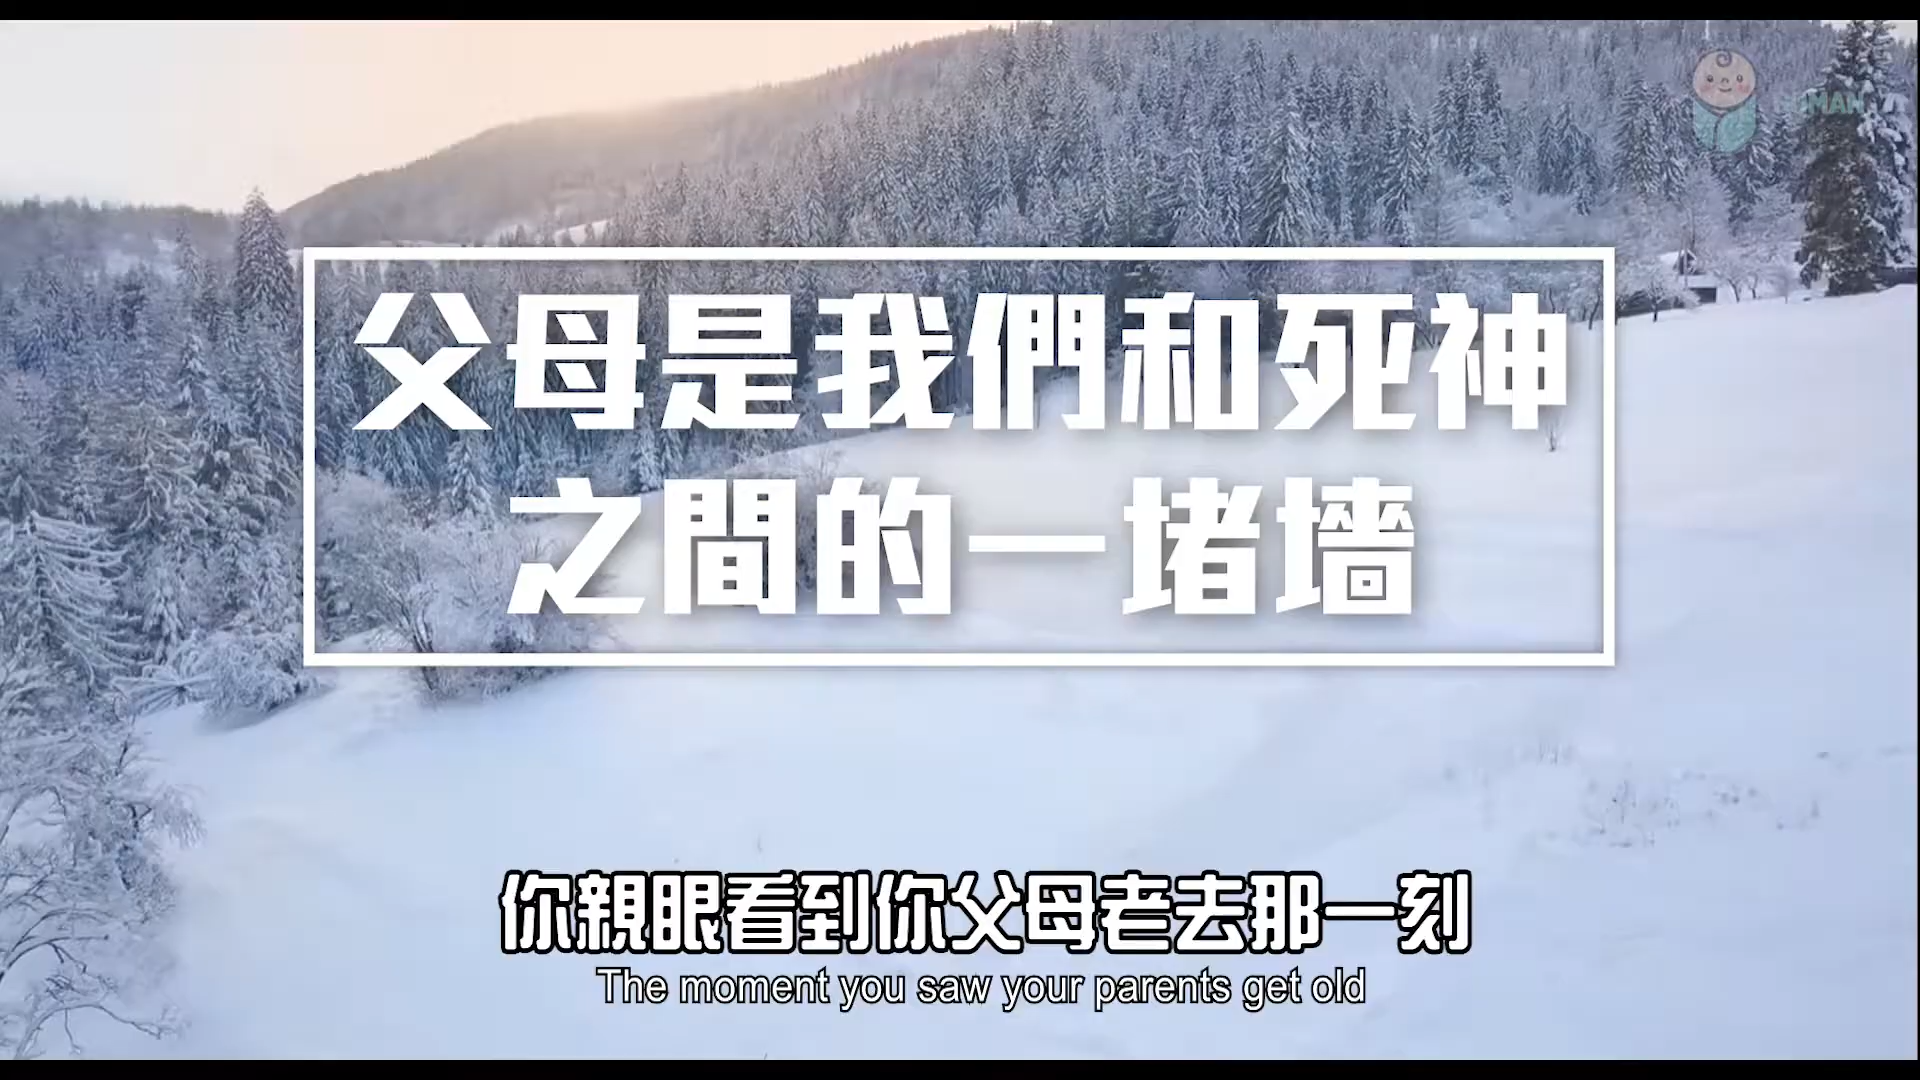 父母是我們和死神
之間的一堵墻
你親眼看到你父母老去那一刻
The moment you saw your parents get old